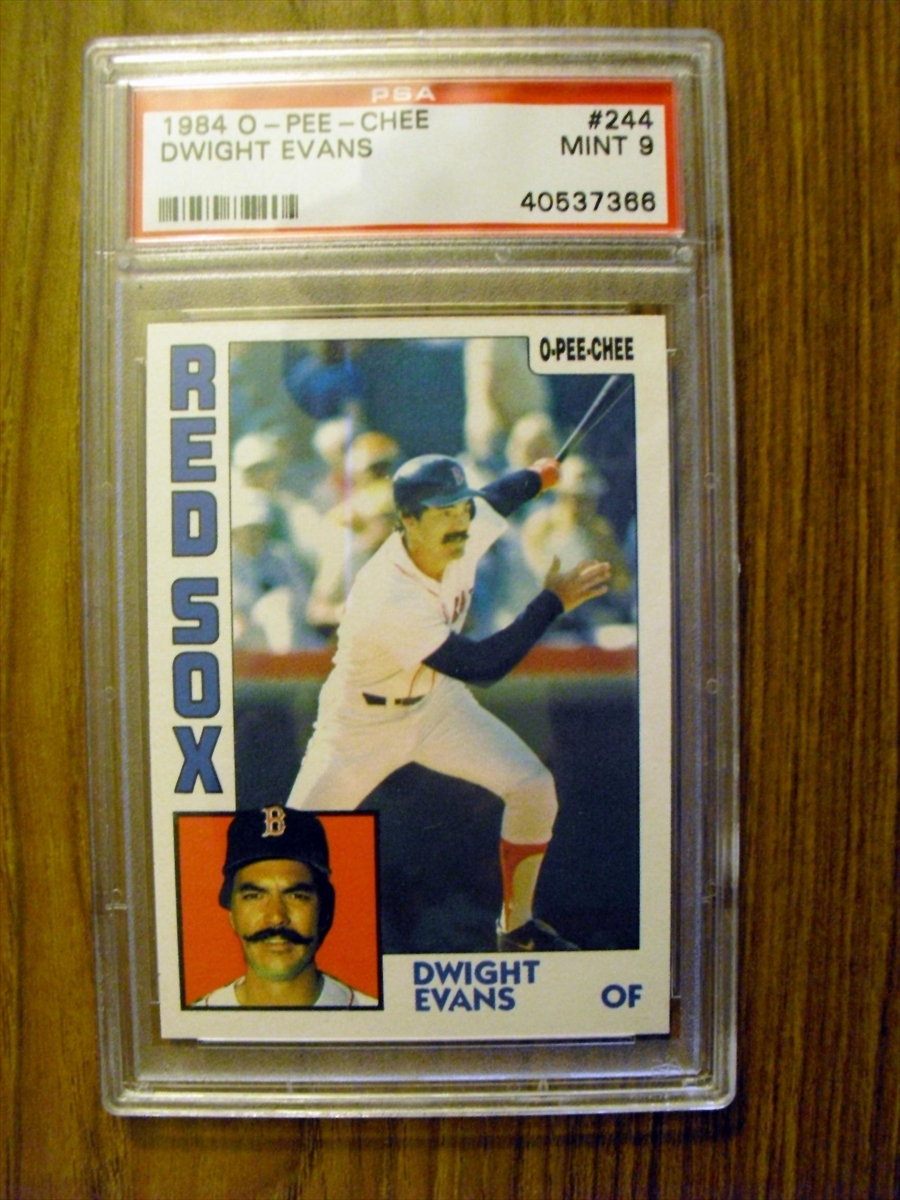 PSA
1984 O-PEE-CHEE #244
DWIGHT EVANS MINT 9
40537366
O-PEE-CHEE
RED SOX
B
B
DWIGHT
EVANS OF